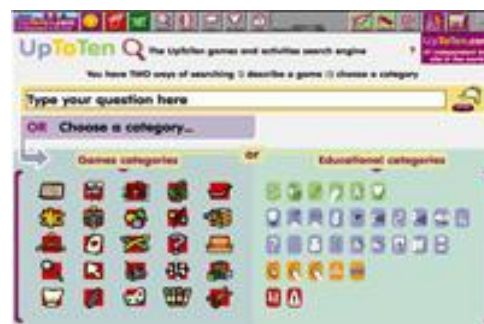 UpToTen
the UpToTen games and activities search engine
?
You have TWO ways of searching describe a game choose a category
Type your question here
OR Choose a category...
Games categories or Educational categories